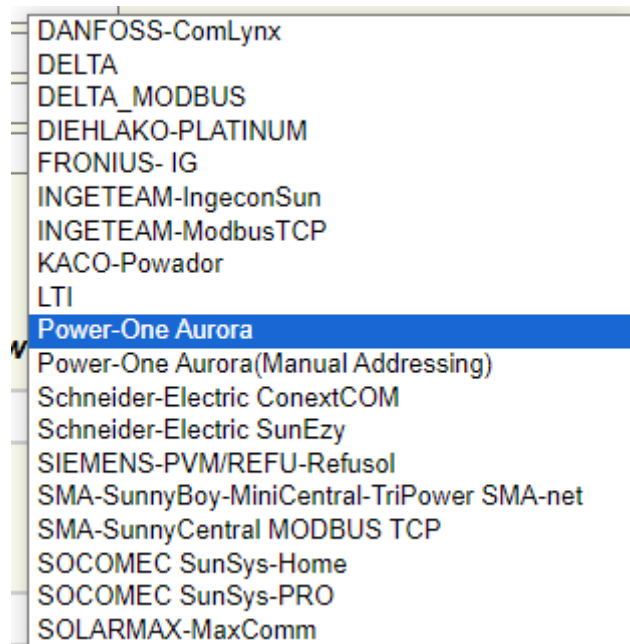 DANFOSS-ComLynx
DELTA
DELTA_MODBUS
DIEHLAKO-PLATINUM
FRONIUS- IG
INGETEAM-IngeconSun
INGETEAM-ModbusTCP
KACO-Powador
LTI
Power-One Aurora
w
Power-One Aurora(Manual Addressing)
Schneider-Electric ConextCOM
Schneider-Electric SunEzy
SIEMENS-PVM/REFU-Refusol
SMA-SunnyBoy-MiniCentral-TriPower SMA-net
SMA-SunnyCentral MODBUS TCP
SOCOMEC SunSys-Home
SOCOMEC SunSys-PRO
SOLARMAX-MaxComm